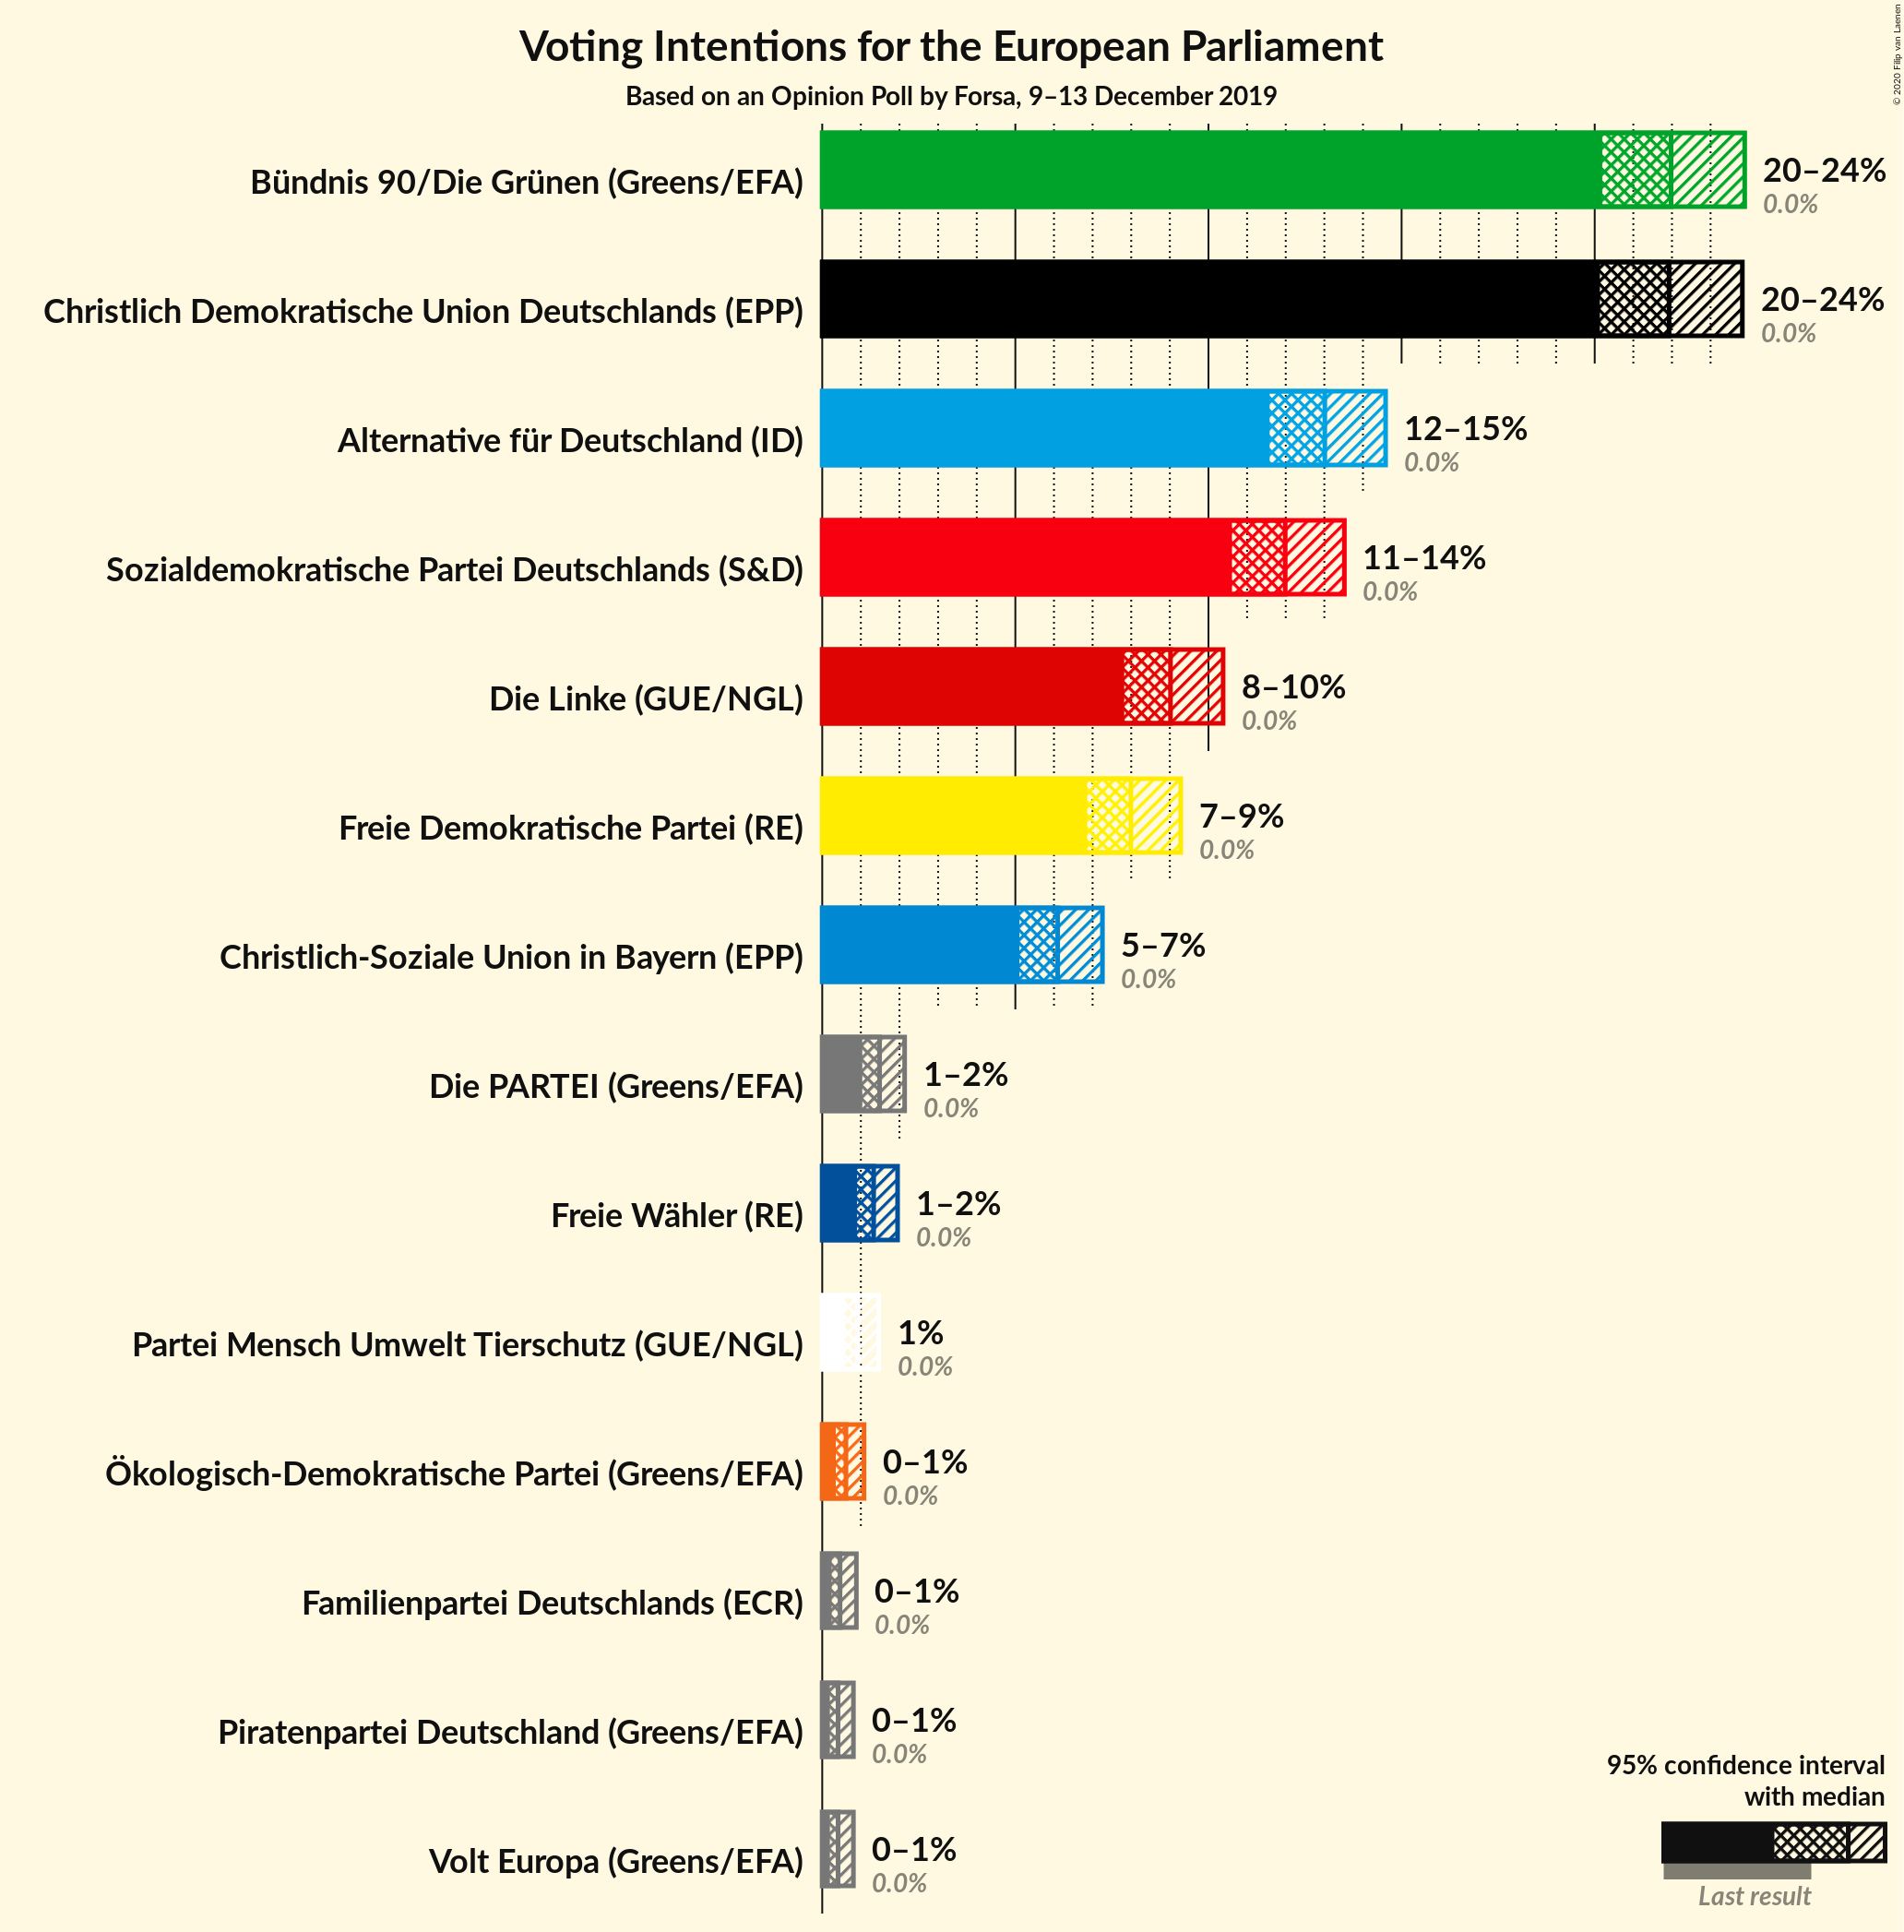 Voting Intentions for the European Parliament
Based on an Opinion Poll by Forsa, 9–13 December 2019
© 2020 Filip van Laenen
Bündnis 90/Die Grünen (Greens/EFA)
20–24%
0.0%
Christlich Demokratische Union Deutschlands (EPP)
20–24%
0.0%
Alternative für Deutschland (ID)
12–15%
0.0%
Sozialdemokratische Partei Deutschlands (S&D)
11–14%
0.0%
Die Linke (GUE/NGL)
8–10%
0.0%
Freie Demokratische Partei (RE)
7–9%
0.0%
Christlich-Soziale Union in Bayern (EPP)
5–7%
0.0%
Die PARTEI (Greens/EFA)
1–2%
0.0%
Freie Wähler (RE)
1–2%
0.0%
Partei Mensch Umwelt Tierschutz (GUE/NGL)
1%
0.0%
Ökologisch-Demokratische Partei (Greens/EFA)
0–1%
0.0%
Familienpartei Deutschlands (ECR)
0–1%
0.0%
Piratenpartei Deutschland (Greens/EFA)
0–1%
0.0%
Volt Europa (Greens/EFA)
0–1%
0.0%
95% confidence interval
with median
Last result